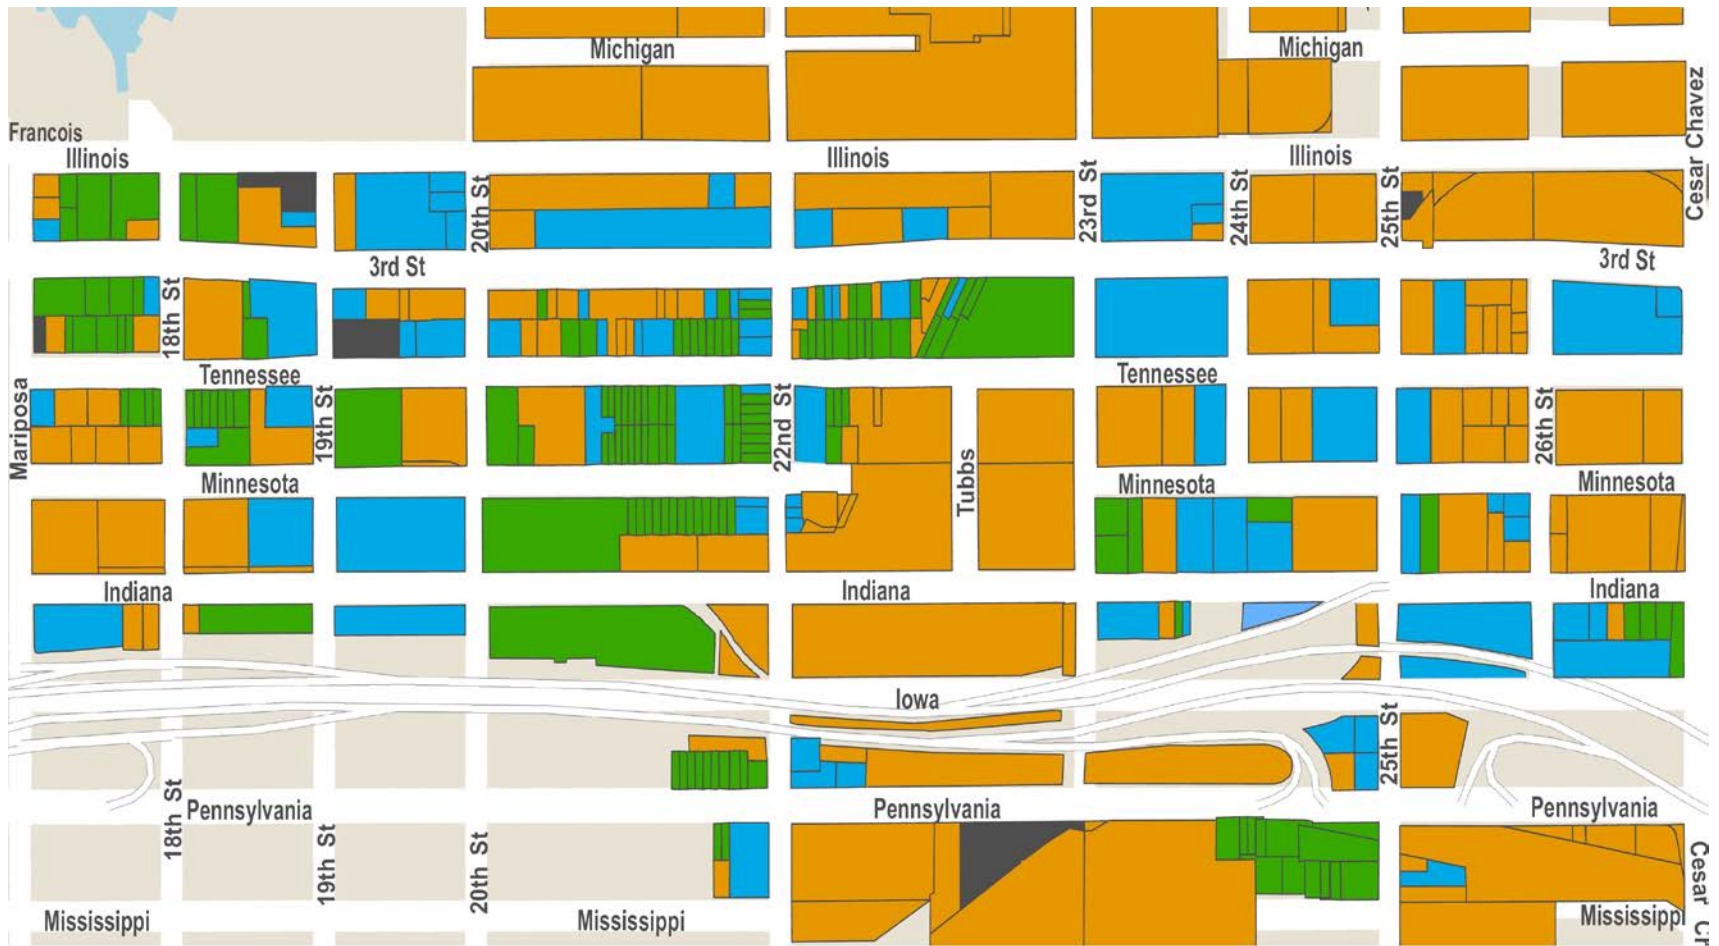 Michigan
Michigan
Cesar Chavez
Francois
Illinois
Illinois
Illinois
20th St
23rd St
24th St
25th St
3rd St
3rd St
18th St
Tennessee
Tennessee
Mariposa
19th St
22nd St
26th St
Minnesota
Minnesota
Minnesota
Tubbs
Indiana
Indiana
Indiana
Iowa
25th St
18th St
Pennsylvania
Pennsylvania
Pennsylvania
19th St
20th St
Cesar
Mississippi
Mississippi
Mississippi